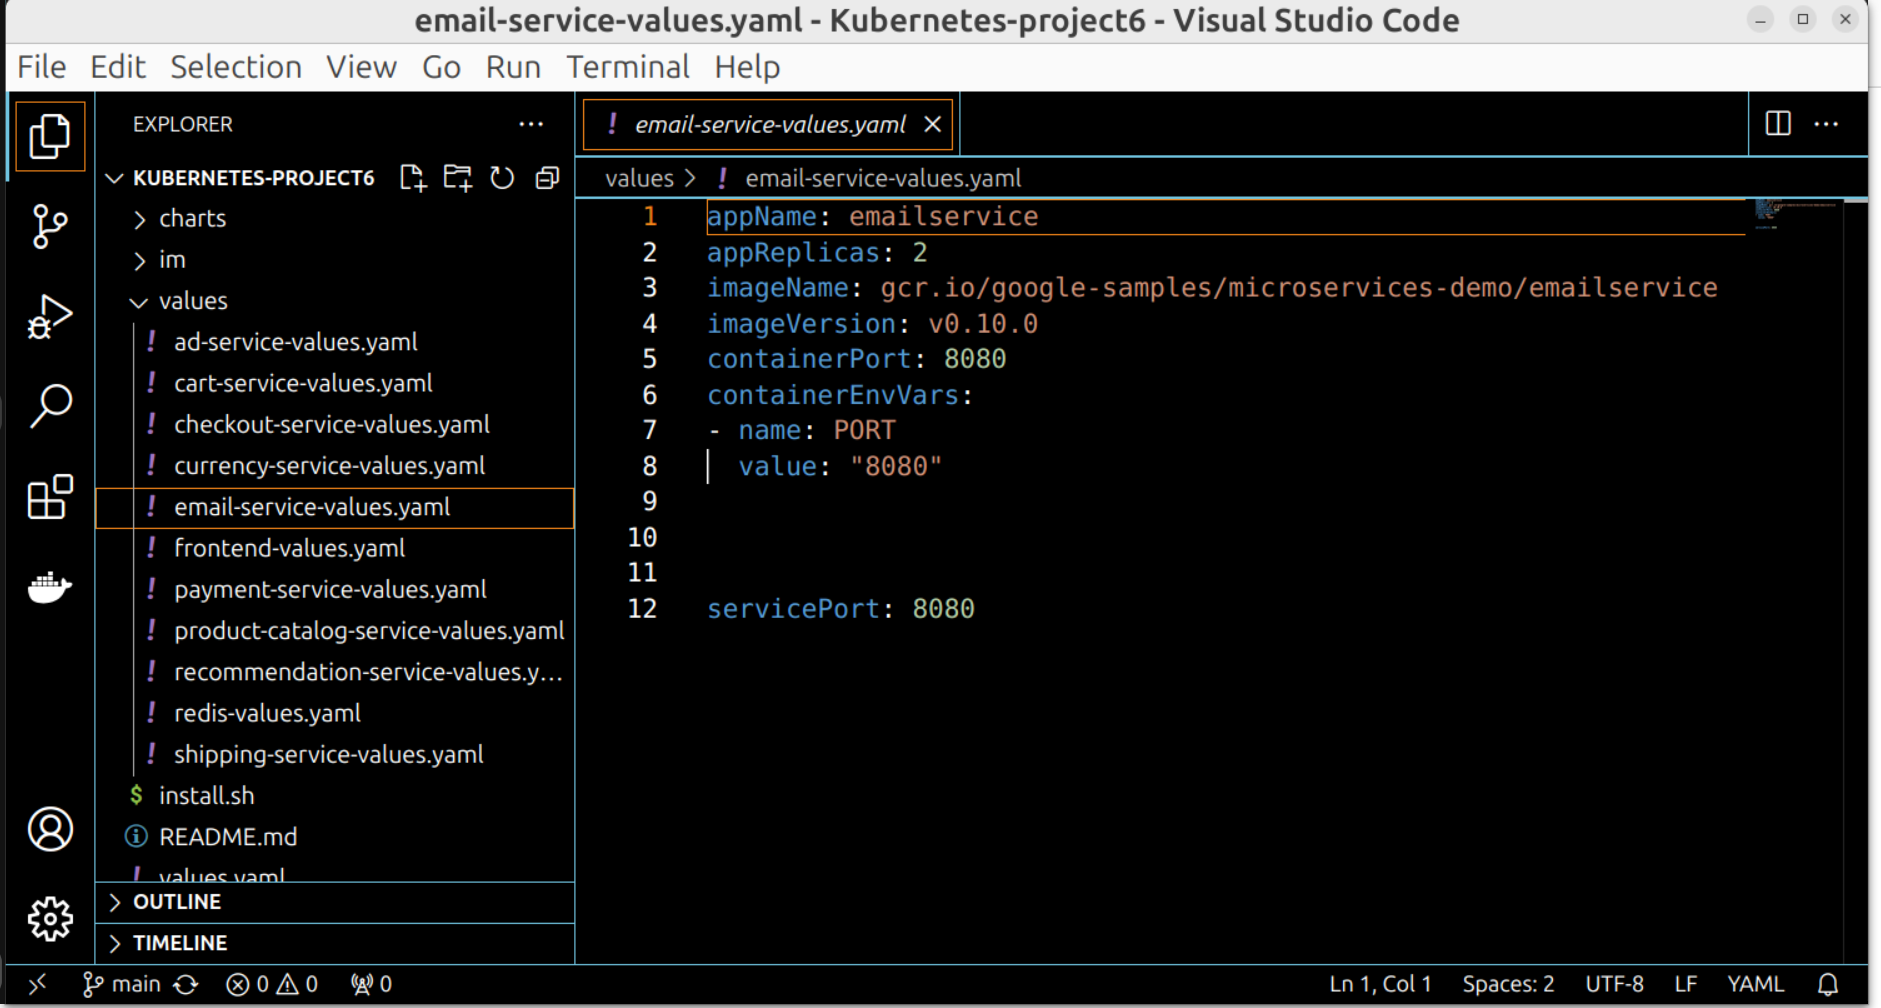 email-service-values.yaml - Kubernetes-project6 - Visual Studio Code
File Edit Selection View Go Run Terminal Help
EXPLORER
KUBERNETES-PROJECT6
charts
im
values
! ad-service-values.yaml
! cart-service-values.yaml
! checkout-service-values.yaml
! currency-service-values.yaml
! email-service-values.yaml
! frontend-values.yaml
! payment-service-values.yaml
! product-catalog-service-values.yaml
! recommendation-service-values.y...
! redis-values.yaml
! shipping-service-values.yaml
$ install.sh
README.md
! values.yaml
OUTLINE
TIMELINE
! email-service-values.yaml
values > ! email-service-values.yaml
1 appName: emailservice
2 appReplicas: 2
3 imageName: gcr.io/google-samples/microservices-demo/emailservice
4 imageVersion: v0.10.0
5 containerPort: 8080
6 containerEnvVars:
7 - name: PORT
8 value: "8080"
9
10
11
12 servicePort: 8080
main 0 0 0 Ln 1, Col 1 Spaces: 2 UTF-8 LF YAML